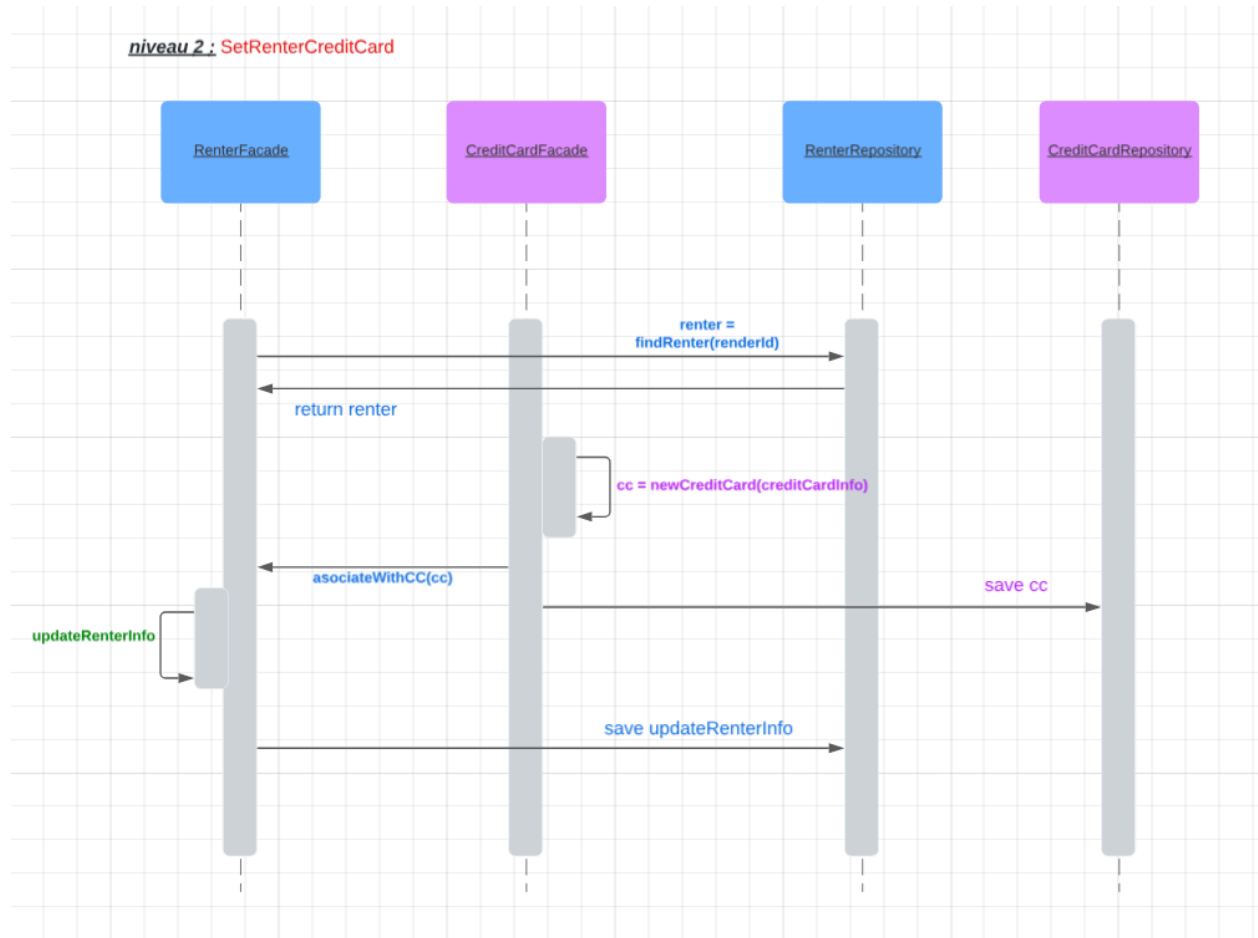 niveau 2 : SetRenterCreditCard
RenterFacade
CreditCardFacade
RenterRepository
CreditCardRepository
renter =
findRenter(renderId)
return renter
cc = newCreditCard(creditCardInfo)
asociateWithCC(cc)
save cc
updateRenterInfo
save updateRenterInfo